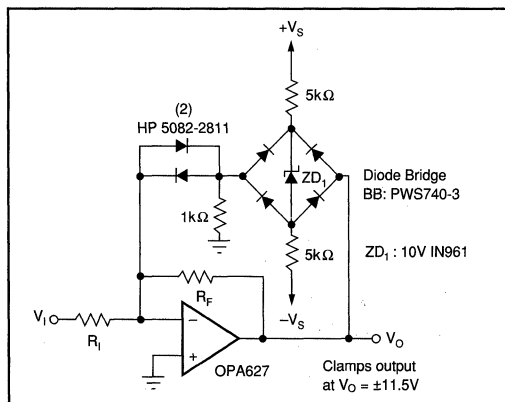 +VS
5kΩ
(2)
HP 5082-2811
ZD1
Diode Bridge
BB: PWS740-3
1kΩ
5kΩ
ZD1 : 10V IN961
–VS
RF
VI
RI
–
+
VO
OPA627
Clamps output
at VO = ±11.5V